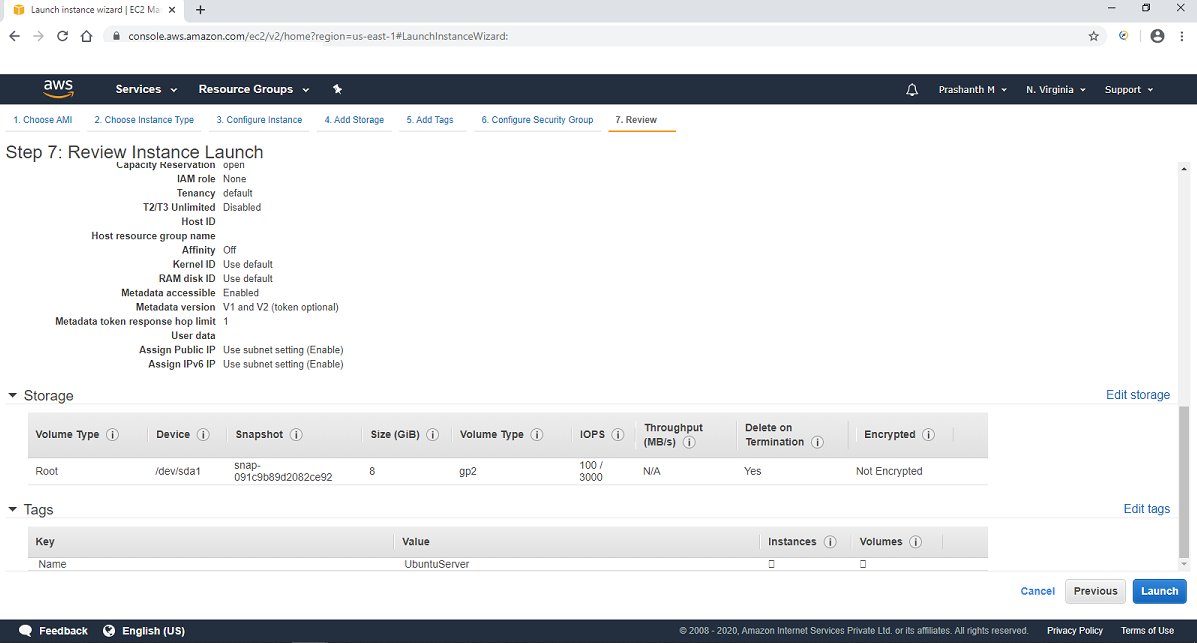 Launch instance wizard | EC2 Ma
console.aws.amazon.com/ec2/v2/home?region=us-east-1#LaunchInstanceWizard:
aws Services Resource Groups Prashanth M N. Virginia Support
1. Choose AMI 2. Choose Instance Type 3. Configure Instance 4. Add Storage 5. Add Tags 6. Configure Security Group 7. Review
Step 7: Review Instance Launch
Capacity Reservation open
IAM role None
Tenancy default
T2/T3 Unlimited Disabled
Host ID
Host resource group name
Affinity Off
Kernel ID Use default
RAM disk ID Use default
Metadata accessible Enabled
Metadata version V1 and V2 (token optional)
Metadata token response hop limit 1
User data
Assign Public IP Use subnet setting (Enable)
Assign IPv6 IP Use subnet setting (Enable)
Storage Edit storage
Volume Type Device Snapshot Size (GiB) Volume Type IOPS Throughput (MB/s) Delete on Termination Encrypted
Root /dev/sda1 snap-091c9b89d2082ce92 8 gp2 100 / 3000 N/A Yes Not Encrypted
Tags Edit tags
Key Value Instances Volumes
Name UbuntuServer
Cancel Previous Launch
Feedback English (US) © 2008 - 2020, Amazon Internet Services Private Ltd. or its affiliates. All rights reserved. Privacy Policy Terms of Use